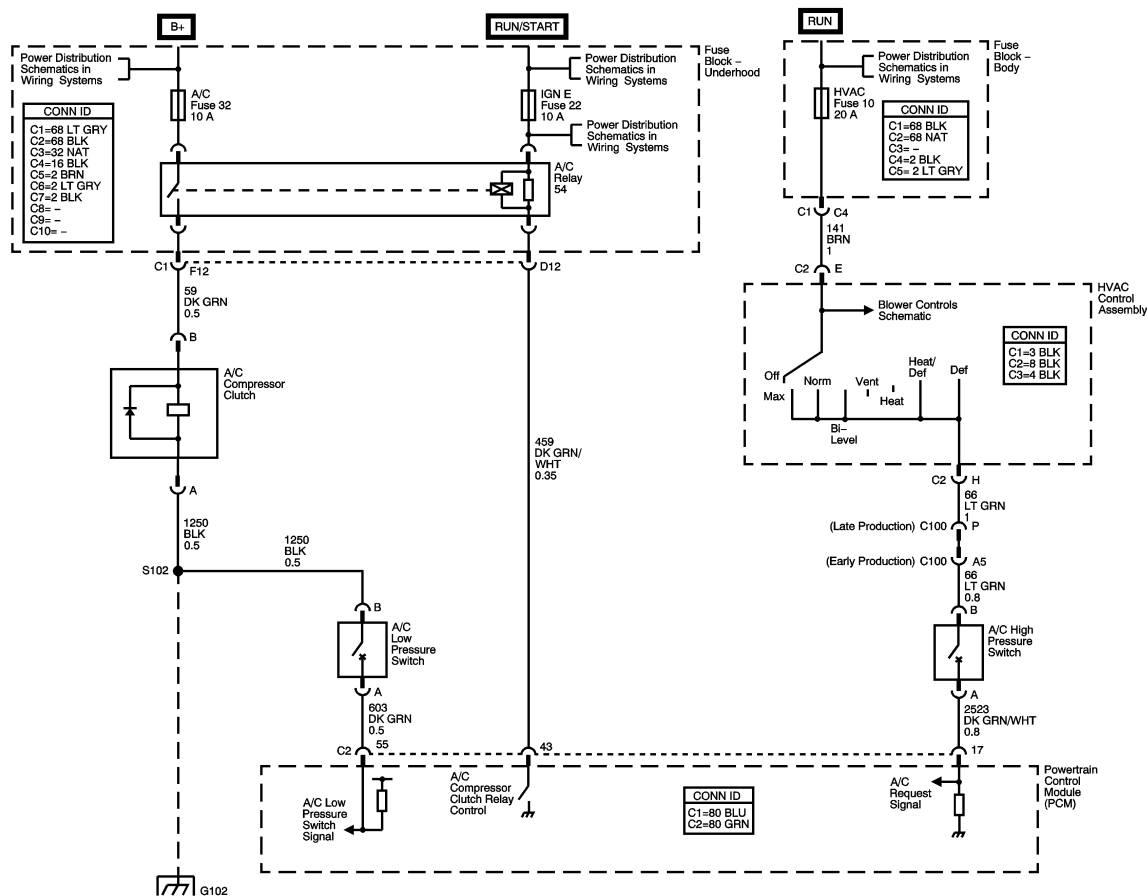 B+
RUN/START
RUN
Power Distribution
Schematics in
Wiring Systems
A/C
Fuse 32
10 A
CONN ID
C1=68 LT GRY
C2=68 BLK
C3=32 NAT
C4=16 BLK
C5=2 BRN
C6=2 LT GRY
C7=2 BLK
C8= –
C9= –
C10= –
Power Distribution
Schematics in
Wiring Systems
IGN E
Fuse 22
10 A
Power Distribution
Schematics in
Wiring Systems
Fuse
Block –
Underhood
A/C
Relay
54
Power Distribution
Schematics in
Wiring Systems
Fuse
Block –
Body
HVAC
Fuse 10
20 A
CONN ID
C1=68 BLK
C2=68 NAT
C3= –
C4=2 BLK
C5= 2 LT GRY
C1 C4
141
BRN
1
C2 E
C1 F12
D12
59
DK GRN
0.5
B
A/C
Compressor
Clutch
A
1250
BLK
0.5
1250
BLK
0.5
S102
459
DK GRN/
WHT
0.35
HVAC
Control
Assembly
Blower Controls
Schematic
CONN ID
C1=3 BLK
C2=8 BLK
C3=4 BLK
Off
Max
Norm
Bi–
Level
Vent
Heat
Heat/
Def
Def
C2 H
66
LT GRN
1
(Late Production) C100 P
(Early Production) C100 A5
66
LT GRN
0.8
B
A/C High
Pressure
Switch
A
2523
DK GRN/WHT
0.8
B
A/C
Low
Pressure
Switch
A
603
DK GRN
0.5
C2 55
43
17
A/C Low
Pressure
Switch
Signal
A/C
Compressor
Clutch Relay
Control
CONN ID
C1=80 BLU
C2=80 GRN
A/C
Request
Signal
Powertrain
Control
Module
(PCM)
G102